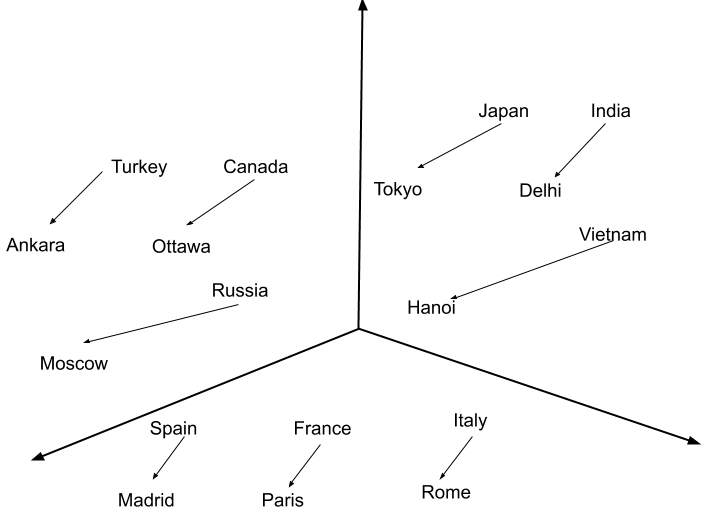 Japan
India
Turkey
Canada
Tokyo
Delhi
Vietnam
Ankara
Ottawa
Russia
Hanoi
Moscow
Spain
France
Italy
Madrid
Paris
Rome